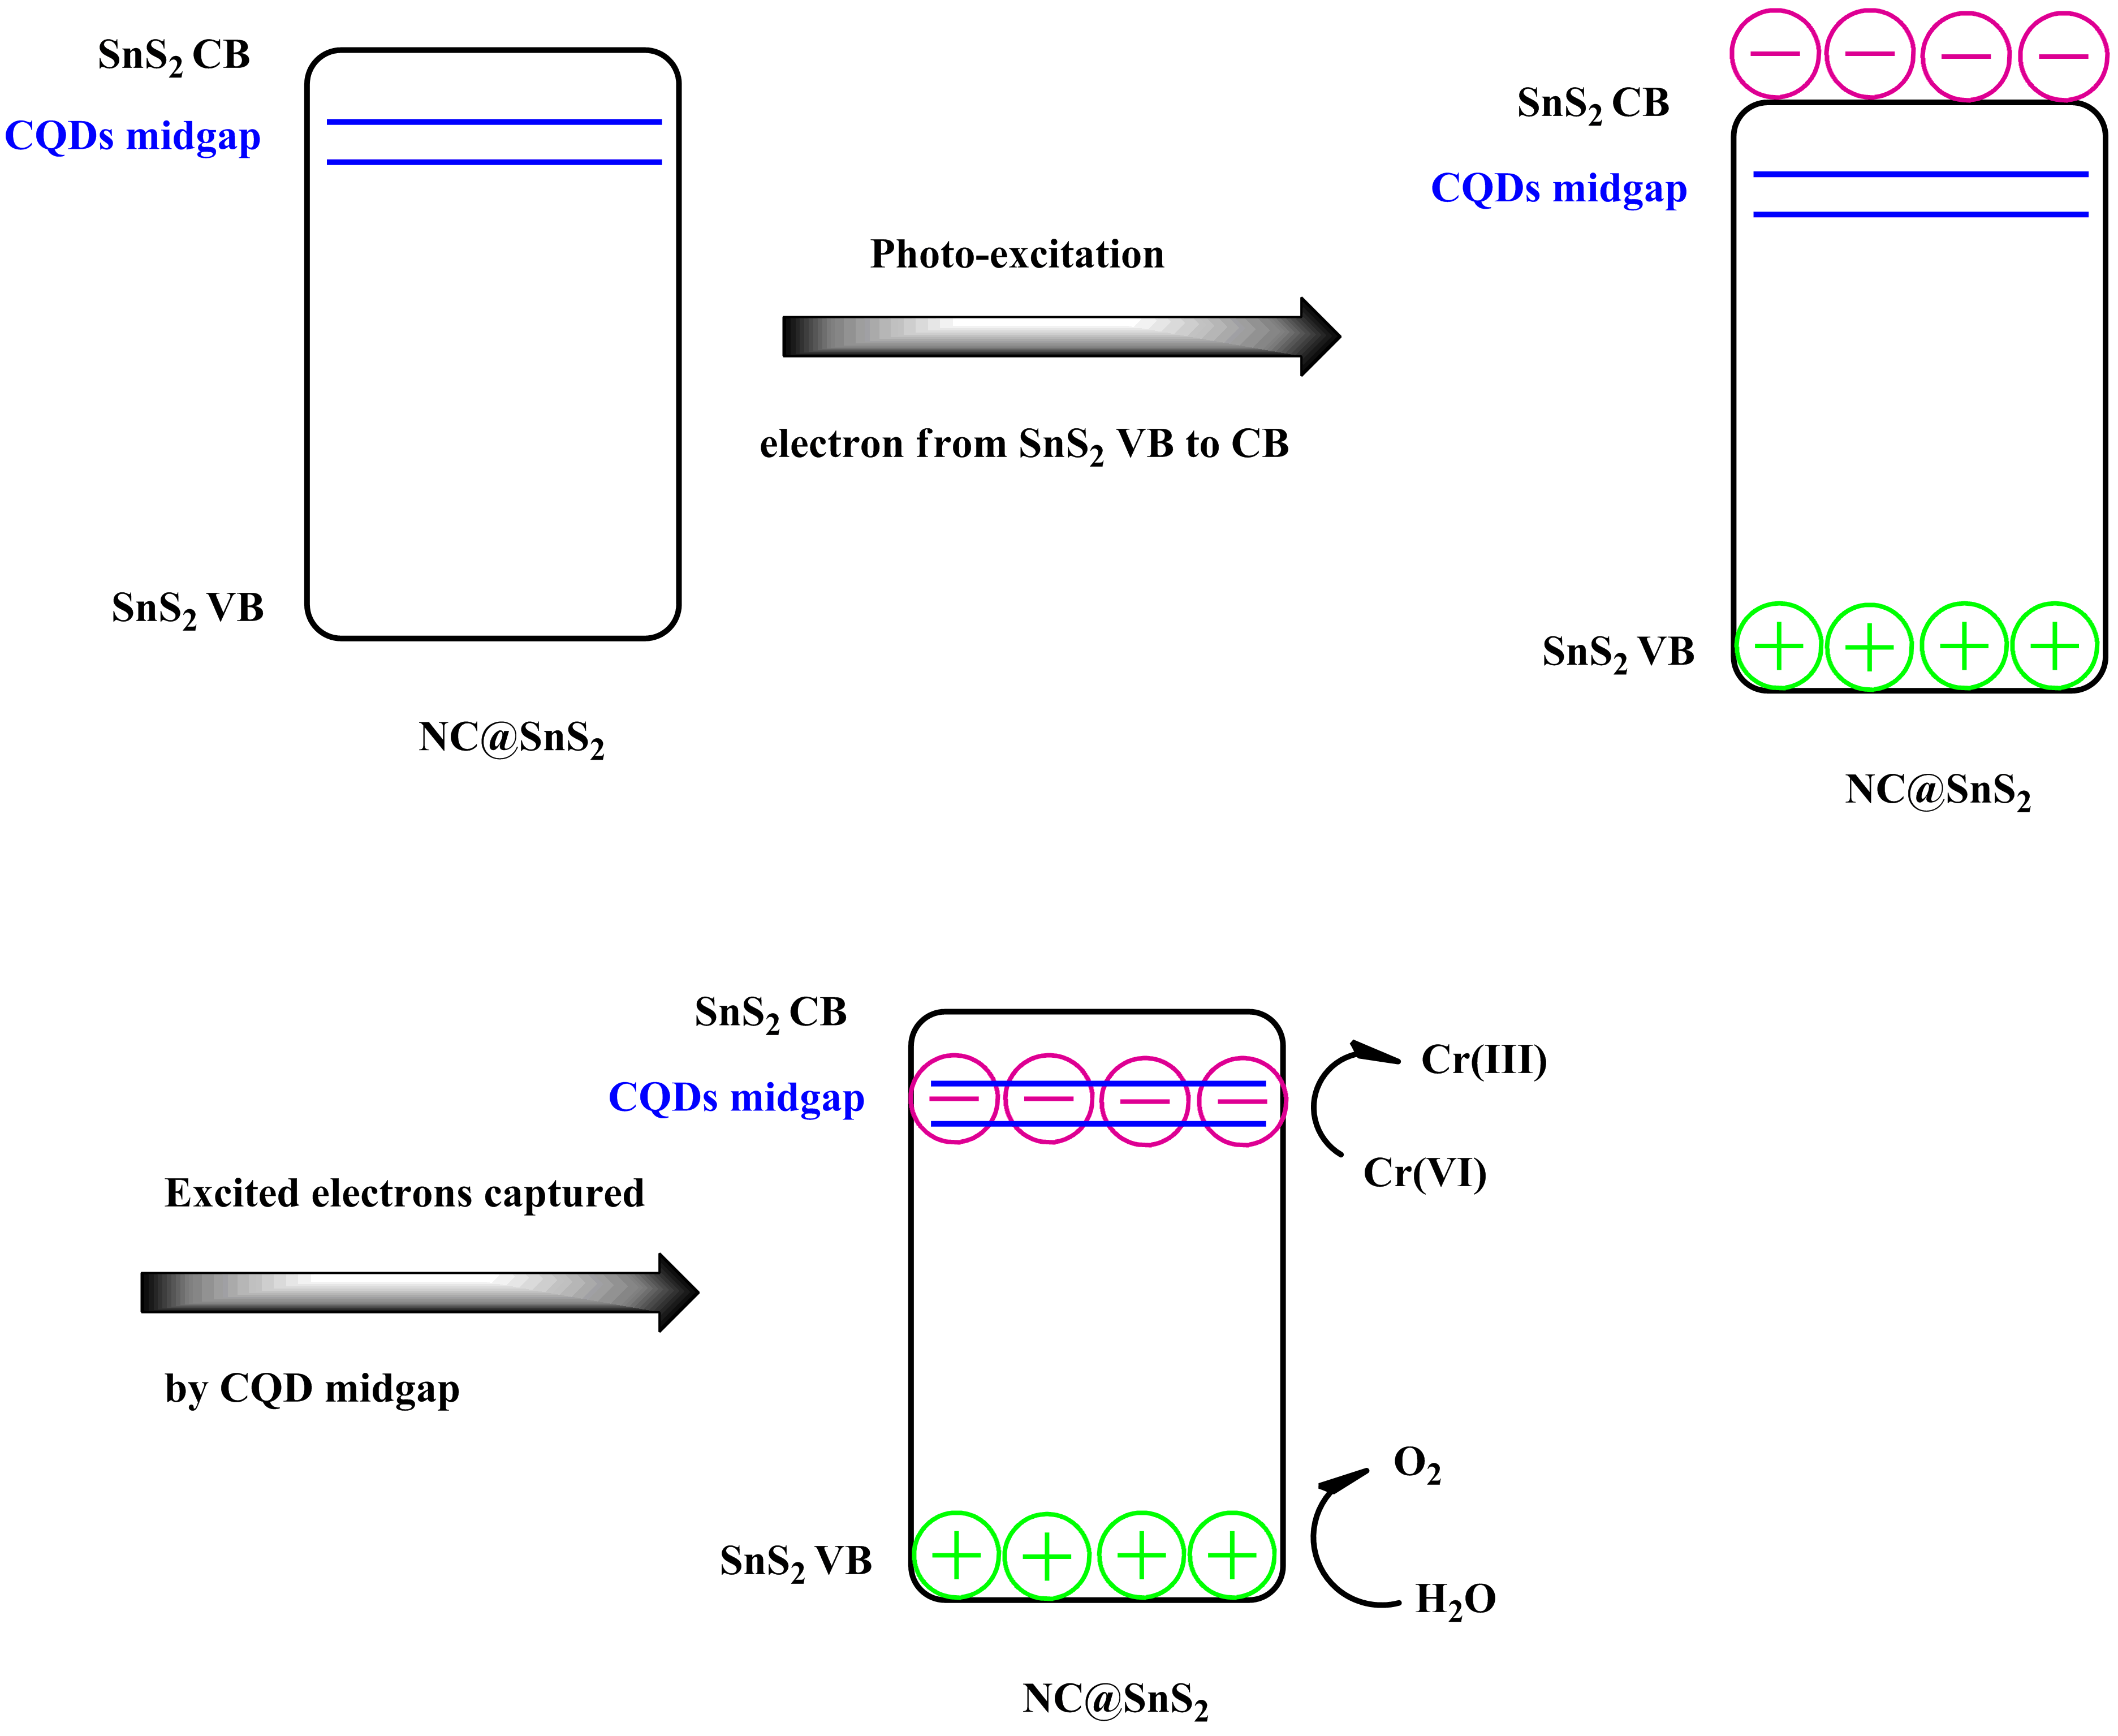 SnS2 CB
CQDs midgap
SnS2 VB
NC@SnS2
Photo-excitation
electron from SnS2 VB to CB
SnS2 CB
CQDs midgap
SnS2 VB
NC@SnS2
Excited electrons captured
by CQD midgap
SnS2 CB
CQDs midgap
SnS2 VB
NC@SnS2
Cr(III)
Cr(VI)
O2
H2O